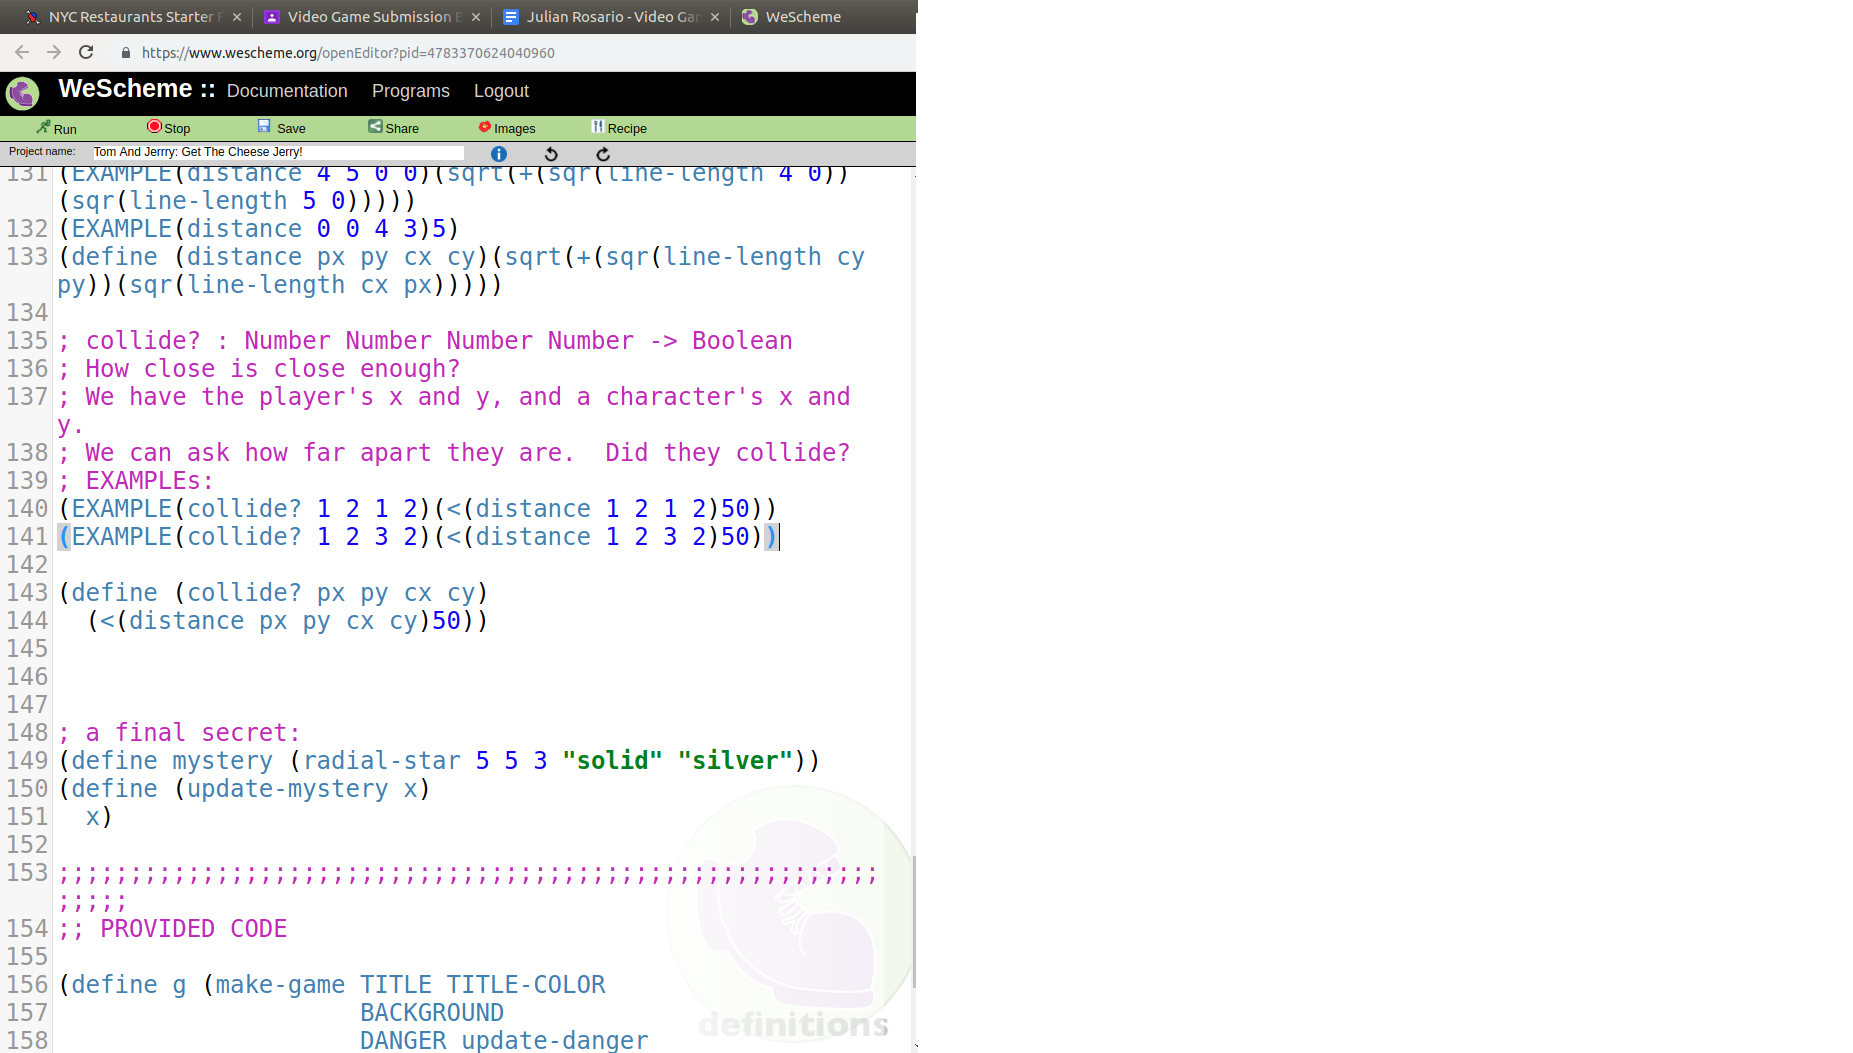 NYC Restaurants Starter
Video Game Submission
Julian Rosario - Video Ga
WeScheme
https://www.wescheme.org/openEditor?pid=4783370624040960
WeScheme :: Documentation Programs Logout
Run Stop Save Share Images Recipe
Project name: Tom And Jerrry: Get The Cheese Jerry!
131 (EXAMPLE(distance 4 5 0 0)(sqrt(+(sqr(line-length 4 0))
(sqr(line-length 5 0)))))
132 (EXAMPLE(distance 0 0 4 3)5)
133 (define (distance px py cx cy)(sqrt(+(sqr(line-length cy
py))(sqr(line-length cx px)))))
134
135 ; collide? : Number Number Number Number -> Boolean
136 ; How close is close enough?
137 ; We have the player's x and y, and a character's x and
y.
138 ; We can ask how far apart they are.  Did they collide?
139 ; EXAMPLEs:
140 (EXAMPLE(collide? 1 2 1 2)(<(distance 1 2 1 2)50))
141 (EXAMPLE(collide? 1 2 3 2)(<(distance 1 2 3 2)50))
142
143 (define (collide? px py cx cy)
144   (<(distance px py cx cy)50))
145
146
147
148 ; a final secret:
149 (define mystery (radial-star 5 5 3 "solid" "silver"))
150 (define (update-mystery x)
151   x)
152
153 ;;;;;;;;;;;;;;;;;;;;;;;;;;;;;;;;;;;;;;;;;;;;;;;;;;;;;;;;;
;;;;;
154 ;; PROVIDED CODE
155
156 (define g (make-game TITLE TITLE-COLOR
157                      BACKGROUND
158                      DANGER update-danger
definitions